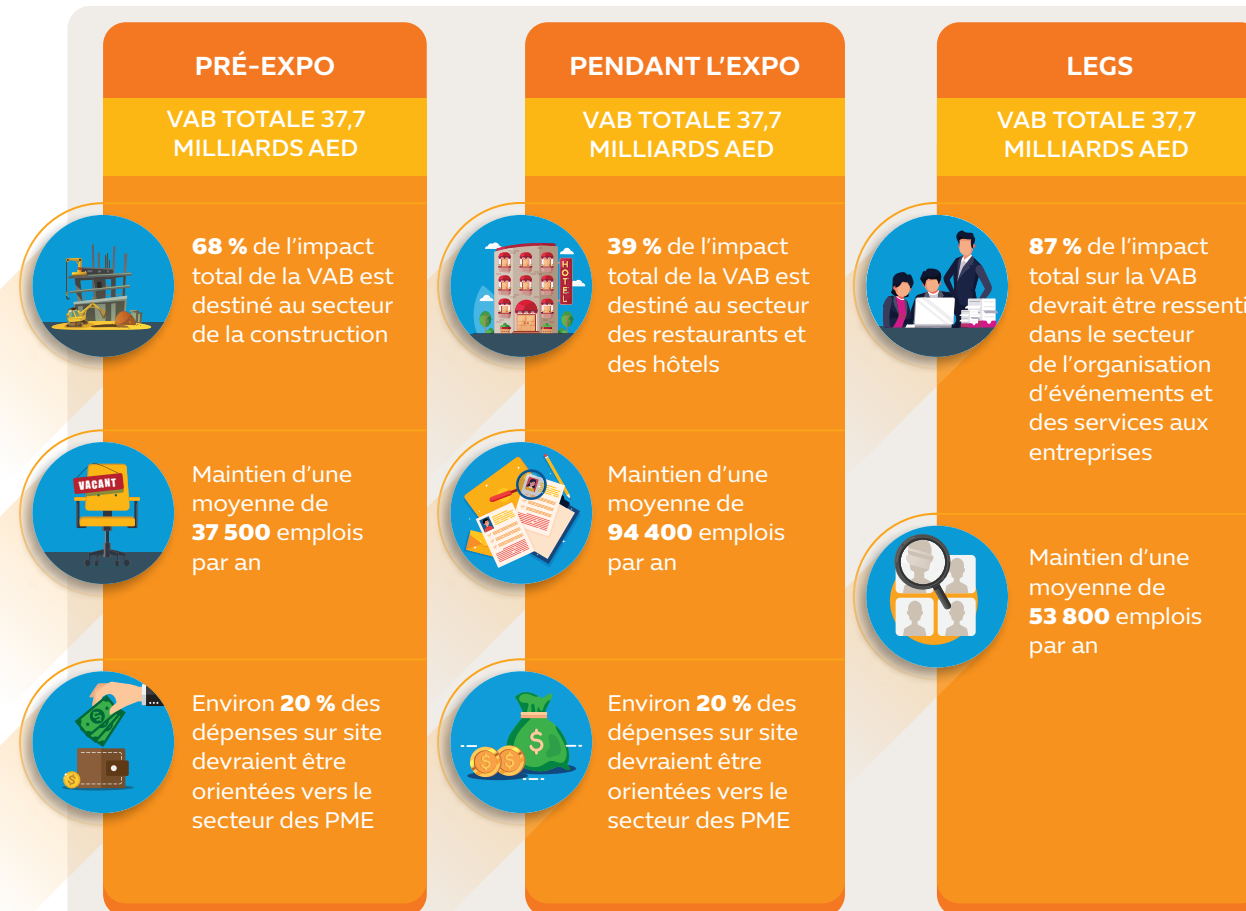 PRÉ-EXPO
VAB TOTALE 37,7
MILLIARDS AED
68 % de l'impact
total de la VAB est
destiné au secteur
de la construction
VACANT
Maintien d'une
moyenne de
37 500 emplois
par an
Environ 20 % des
dépenses sur site
devraient être
orientées vers le
secteur des PME
PENDANT L'EXPO
VAB TOTALE 37,7
MILLIARDS AED
HOTEL
39 % de l'impact
total de la VAB est
destiné au secteur
des restaurants et
des hôtels
Maintien d'une
moyenne de
94 400 emplois
par an
Environ 20 % des
dépenses sur site
devraient être
orientées vers le
secteur des PME
LEGS
VAB TOTALE 37,7
MILLIARDS AED
87 % de l'impact
total sur la VAB
devrait être ressenti
dans le secteur
de l'organisation
d'événements et
des services aux
entreprises
Maintien d'une
moyenne de
53 800 emplois
par an